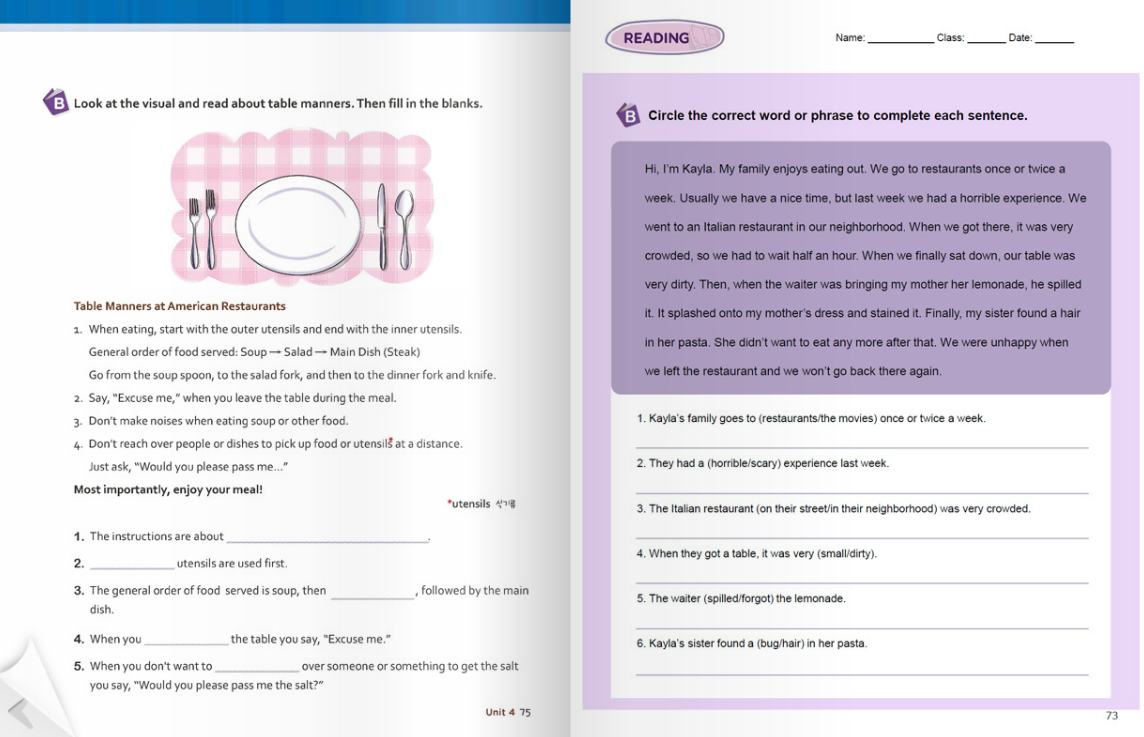 B Look at the visual and read about table manners. Then fill in the blanks.
Table Manners at American Restaurants
1. When eating, start with the outer utensils and end with the inner utensils.
General order of food served: Soup → Salad → Main Dish (Steak)
Go from the soup spoon, to the salad fork, and then to the dinner fork and knife.
2. Say, “Excuse me,” when you leave the table during the meal.
3. Don’t make noises when eating soup or other food.
4. Don’t reach over people or dishes to pick up food or utensils* at a distance.
Just ask, “Would you please pass me...”
Most importantly, enjoy your meal!
*utensils 식기류
1. The instructions are about ____________________.
2. __________ utensils are used first.
3. The general order of food served is soup, then __________, followed by the main
dish.
4. When you __________ the table you say, “Excuse me.”
5. When you don't want to __________ over someone or something to get the salt
you say, “Would you please pass me the salt?”
Unit 4 75
READING
Name: __________ Class: ______ Date: ______
B Circle the correct word or phrase to complete each sentence.
Hi, I’m Kayla. My family enjoys eating out. We go to restaurants once or twice a
week. Usually we have a nice time, but last week we had a horrible experience. We
went to an Italian restaurant in our neighborhood. When we got there, it was very
crowded, so we had to wait half an hour. When we finally sat down, our table was
very dirty. Then, when the waiter was bringing my mother her lemonade, he spilled
it. It splashed onto my mother’s dress and stained it. Finally, my sister found a hair
in her pasta. She didn’t want to eat any more after that. We were unhappy when
we left the restaurant and we won’t go back there again.
1. Kayla’s family goes to (restaurants/the movies) once or twice a week.
2. They had a (horrible/scary) experience last week.
3. The Italian restaurant (on their street/in their neighborhood) was very crowded.
4. When they got a table, it was very (small/dirty).
5. The waiter (spilled/forgot) the lemonade.
6. Kayla’s sister found a (bug/hair) in her pasta.
73